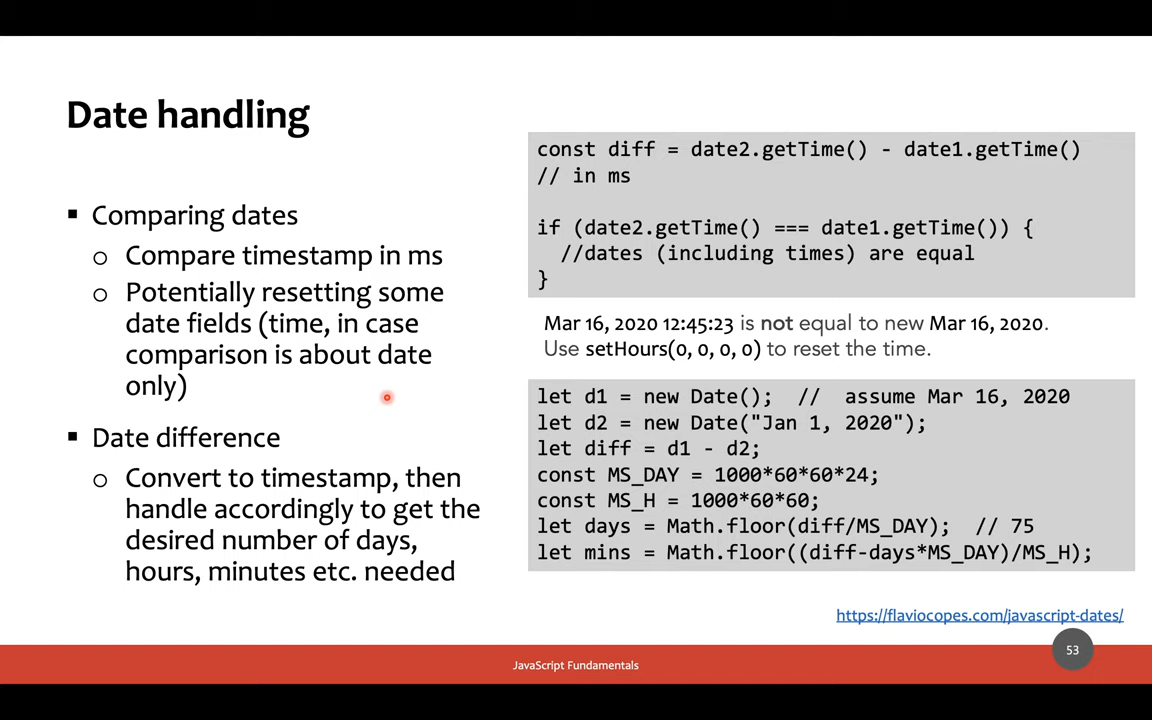 Date handling
▪ Comparing dates
o Compare timestamp in ms
o Potentially resetting some
date fields (time, in case
comparison is about date
only)
▪ Date difference
o Convert to timestamp, then
handle accordingly to get the
desired number of days,
hours, minutes etc. needed
const diff = date2.getTime() - date1.getTime()
// in ms
if (date2.getTime() === date1.getTime()) {
//dates (including times) are equal
}
Mar 16, 2020 12:45:23 is not equal to new Mar 16, 2020.
Use setHours(0, 0, 0, 0) to reset the time.
let d1 = new Date(); // assume Mar 16, 2020
let d2 = new Date("Jan 1, 2020");
let diff = d1 - d2;
const MS_DAY = 1000*60*60*24;
const MS_H = 1000*60*60;
let days = Math.floor(diff/MS_DAY); // 75
let mins = Math.floor((diff-days*MS_DAY)/MS_H);
https://flaviocopes.com/javascript-dates/
53
JavaScript Fundamentals